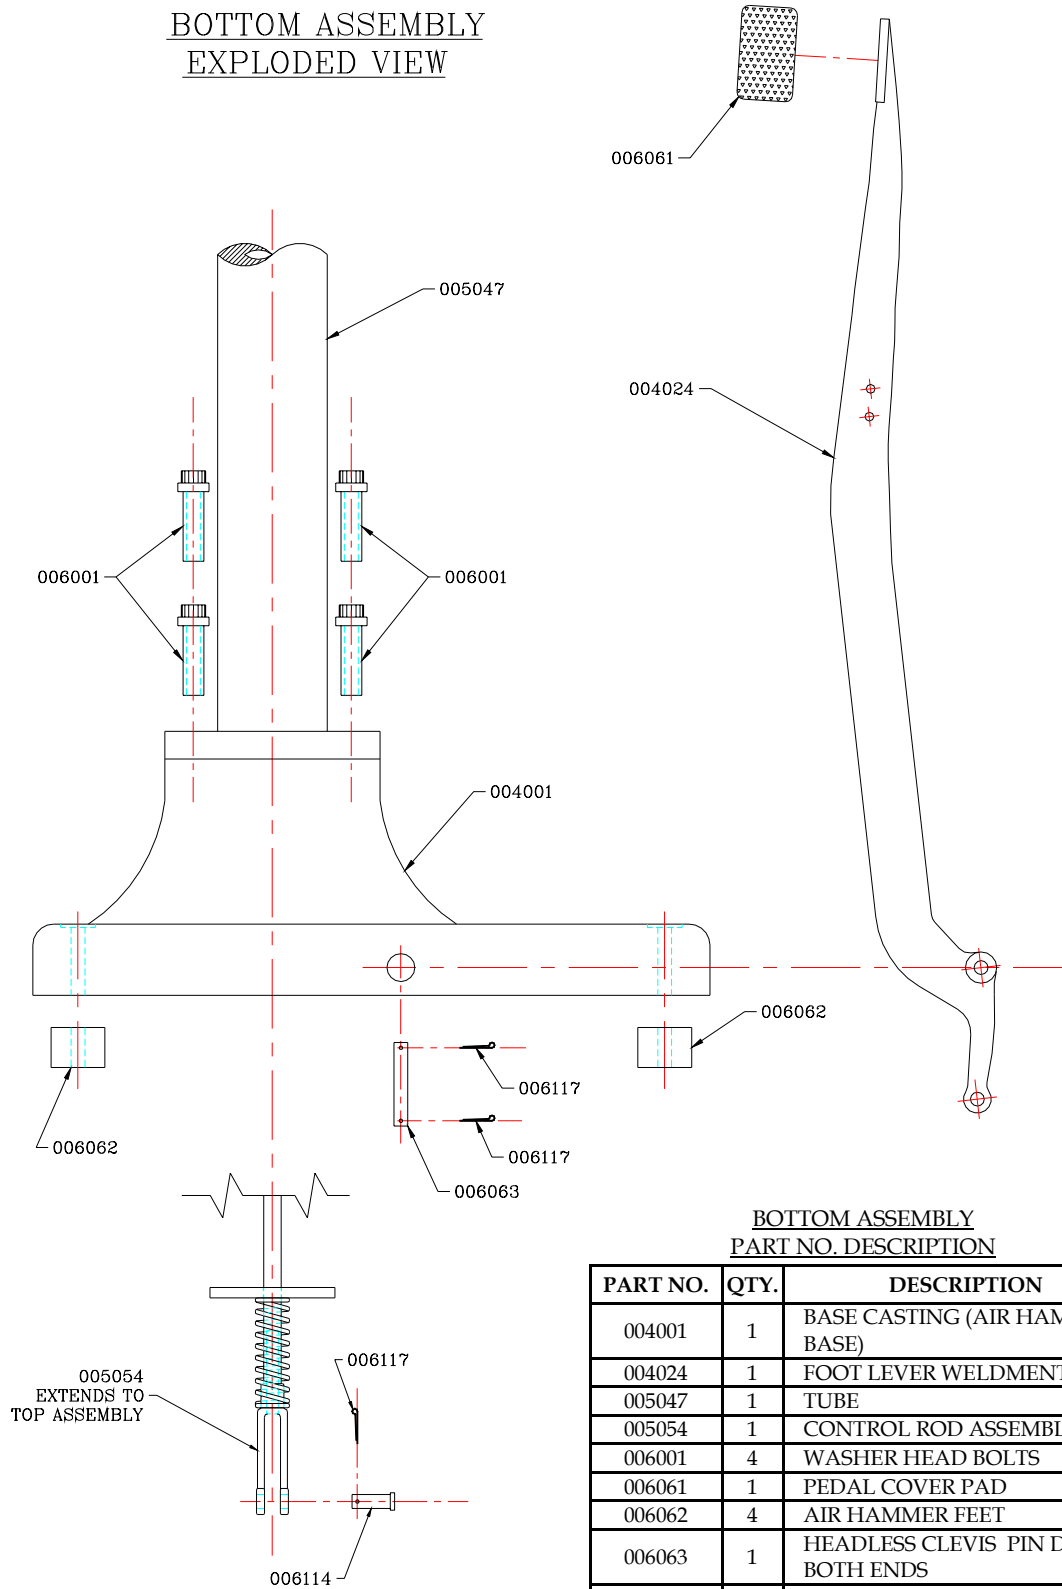 BOTTOM ASSEMBLY
EXPLODED VIEW
006061
005047
004024
006001
006001
004001
006062
006117
006062
006117
006063
006117
005054
EXTENDS TO
TOP ASSEMBLY
006114
BOTTOM ASSEMBLY
PART NO. DESCRIPTION
PART NO. QTY. DESCRIPTION
004001 1 BASE CASTING (AIR HAM
BASE)
004024 1 FOOT LEVER WELDMENT
005047 1 TUBE
005054 1 CONTROL ROD ASSEMBL
006001 4 WASHER HEAD BOLTS
006061 1 PEDAL COVER PAD
006062 4 AIR HAMMER FEET
006063 1 HEADLESS CLEVIS PIN D
BOTH ENDS